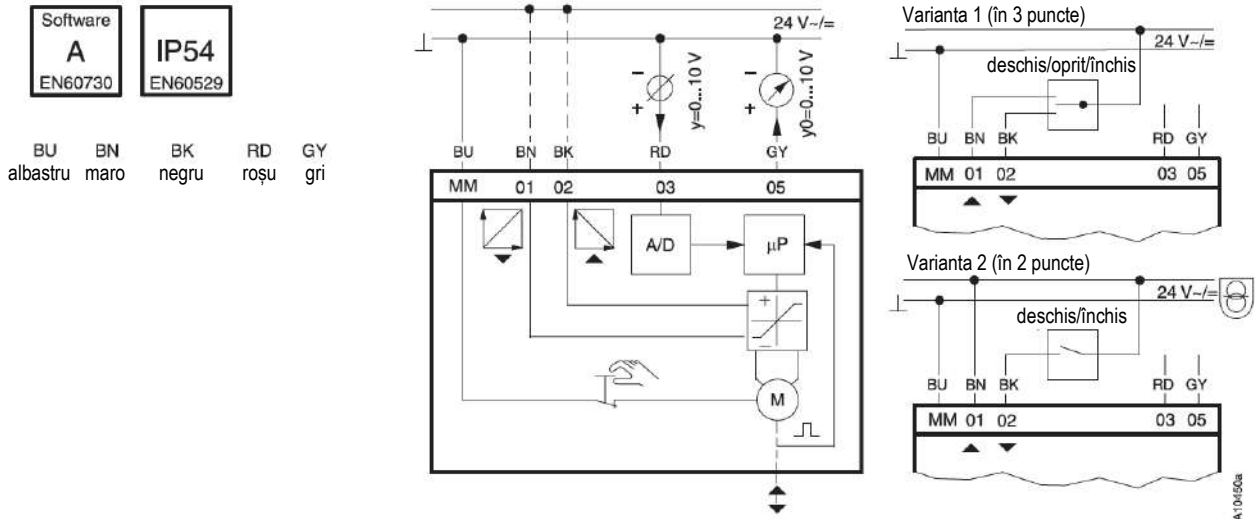 Software
A
EN60730
IP54
EN60529
BU BN BK RD GY
albastru maro negru roșu gri
24 V~/=
y=0...10 V
y0=0...10 V
- +
- +
BU BN BK RD GY
MM 01 02 03 05
A/D
µP
+
−
M
Varianta 1 (în 3 puncte)
24 V~/=
deschis/oprit/închis
BU BN BK RD GY
MM 01 02 03 05
Varianta 2 (în 2 puncte)
24 V~/=
deschis/închis
BU BN BK RD GY
MM 01 02 03 05
A10450a